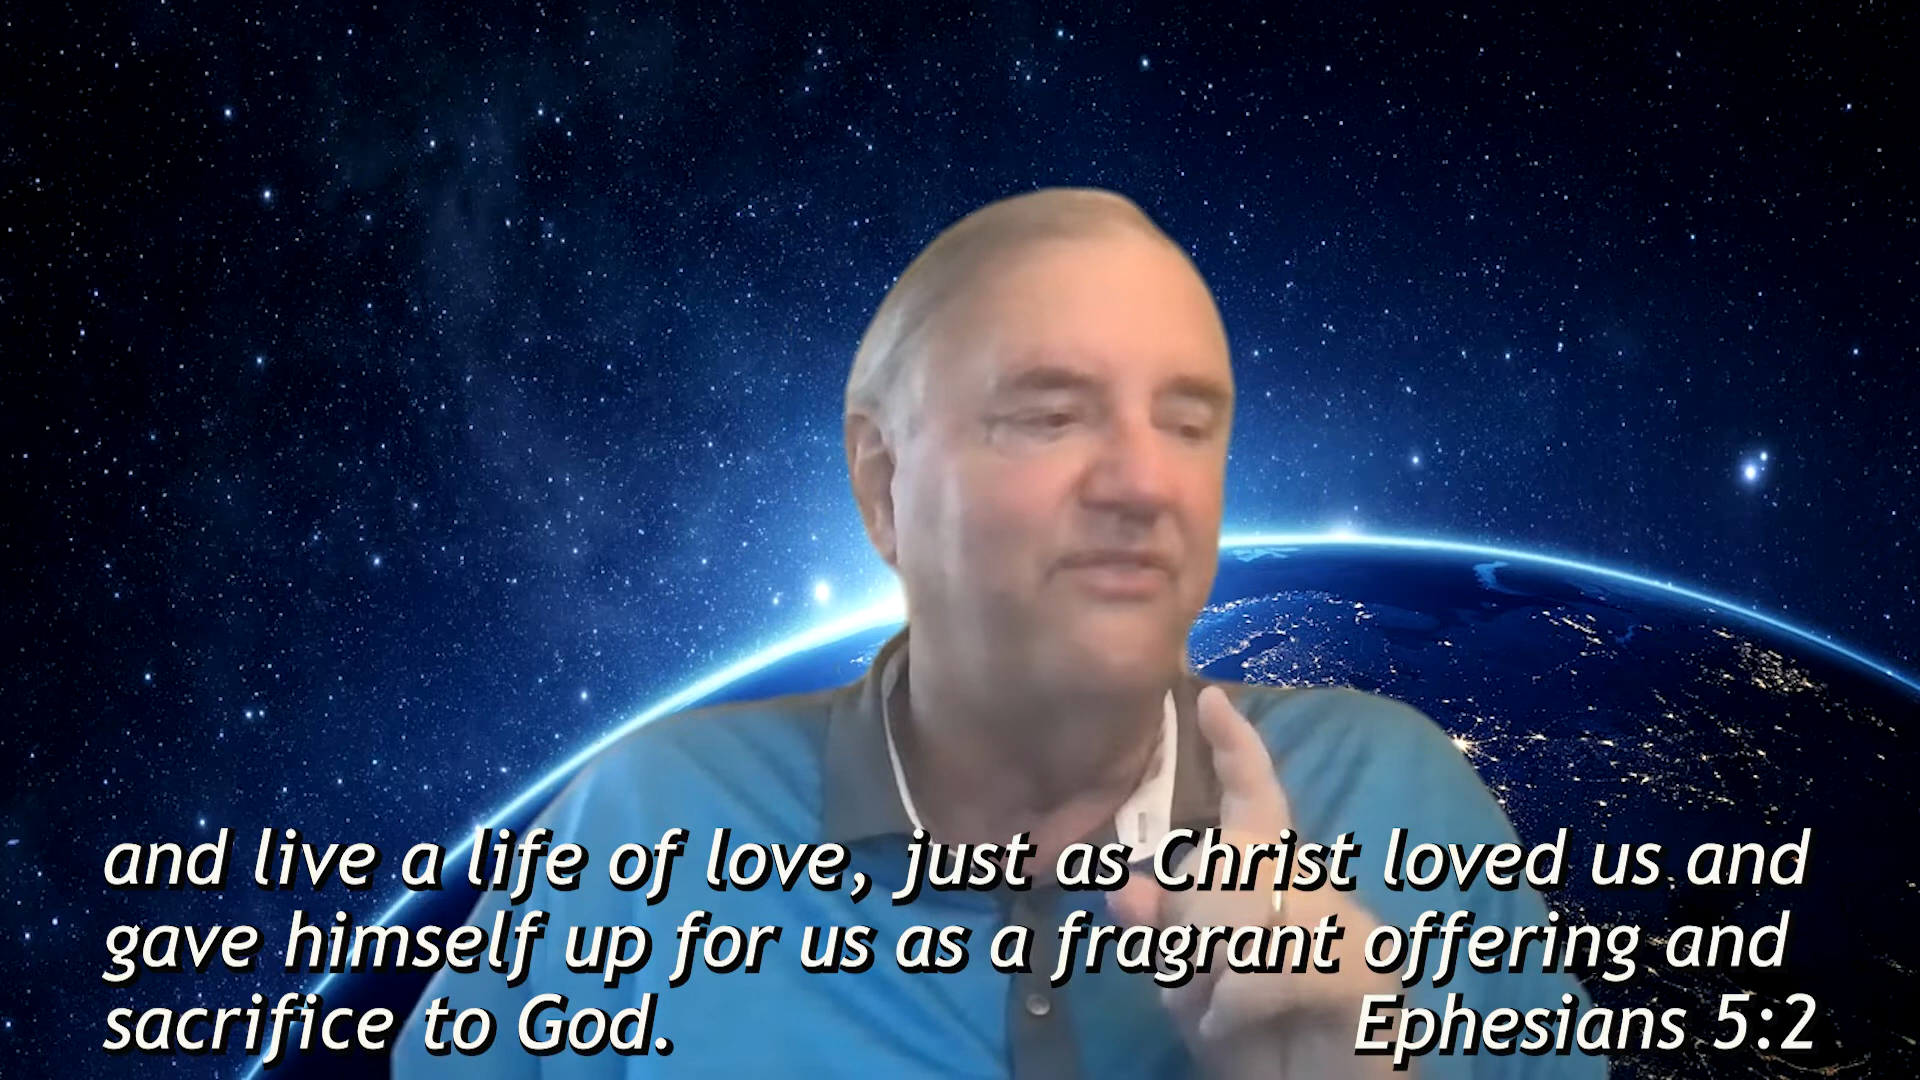 and live a life of love, just as Christ loved us and
gave himself up for us as a fragrant offering and
sacrifice to God. Ephesians 5:2